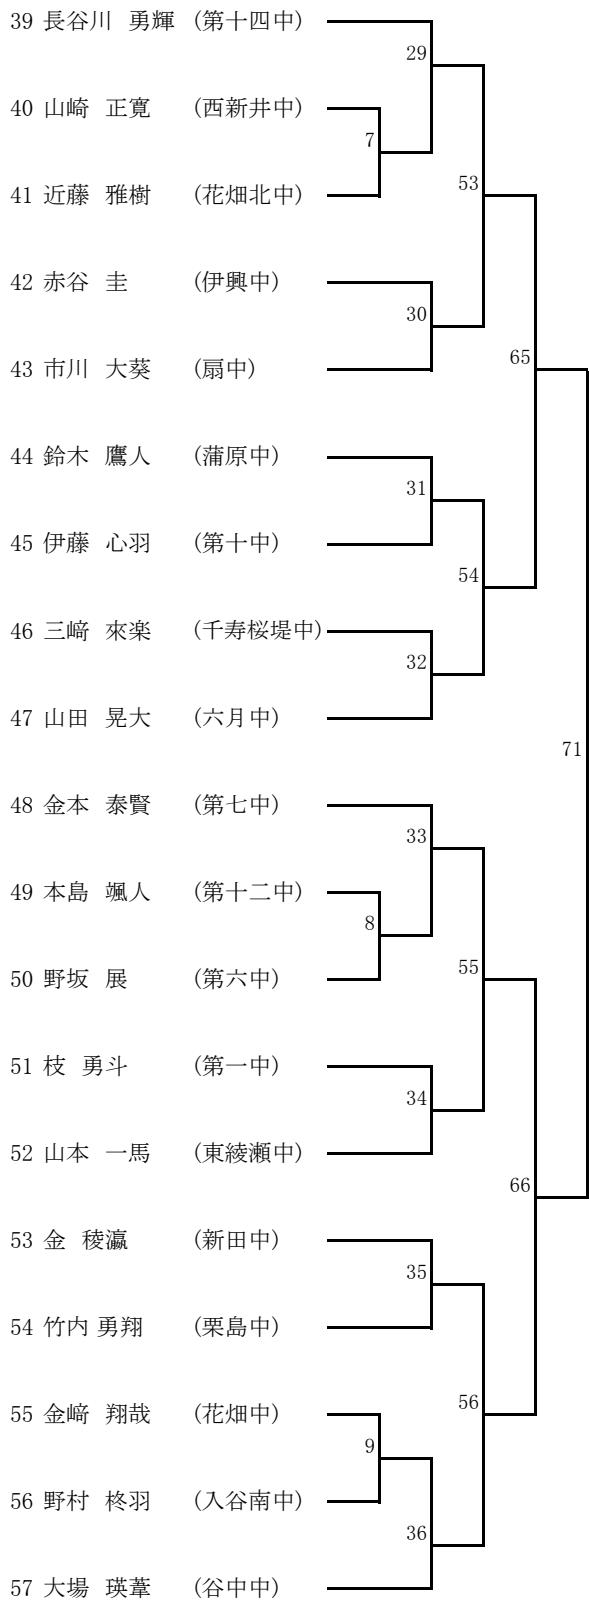 39 長谷川 勇輝 (第十四中)
29
40 山崎 正寛 (西新井中)
7
41 近藤 雅樹 (花畑北中)
53
42 赤谷 圭 (伊興中)
30
43 市川 大葵 (扇中)
65
44 鈴木 鷹人 (蒲原中)
31
45 伊藤 心羽 (第十中)
54
46 三﨑 來楽 (千寿桜堤中)
32
47 山田 晃大 (六月中)
71
48 金本 泰賢 (第七中)
33
49 本島 颯人 (第十二中)
8
50 野坂 展 (第六中)
55
51 枝 勇斗 (第一中)
34
52 山本 一馬 (東綾瀬中)
66
53 金 稜瀛 (新田中)
35
54 竹内 勇翔 (栗島中)
56
55 金﨑 翔哉 (花畑中)
9
56 野村 柊羽 (入谷南中)
36
57 大場 瑛葦 (谷中中)